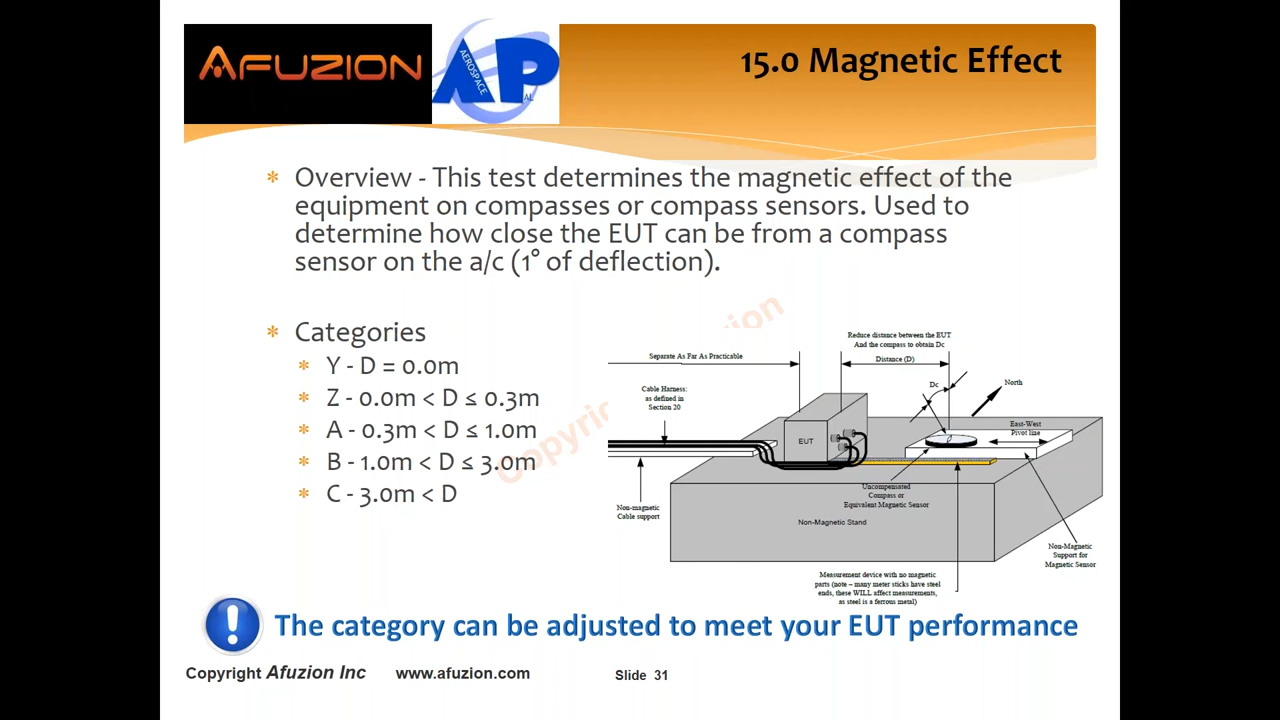 AFUZION
AEROSPACE
AP
AL
15.0 Magnetic Effect
Overview - This test determines the magnetic effect of the
equipment on compasses or compass sensors. Used to
determine how close the EUT can be from a compass
sensor on the a/c (1° of deflection).
Categories
Y - D = 0.0m
Z - 0.0m < D ≤ 0.3m
A - 0.3m < D ≤ 1.0m
B - 1.0m < D ≤ 3.0m
C - 3.0m < D
Reduce distance between the EUT
And the compass to obtain Dc
Separate As Far As Practicable
Distance (D)
Cable Harness:
as defined in
Section 20
Dc
North
East-West
Pivot line
EUT
Uncompensated
Compass or
Equivalent Magnetic Sensor
Non-magnetic
Cable support
Non-Magnetic Stand
Non-Magnetic
Support for
Magnetic Sensor
Measurement device with no magnetic
parts (note – many meter sticks have steel
ends, these WILL affect measurements,
as steel is a ferrous metal)
! The category can be adjusted to meet your EUT performance
Copyright Afuzion Inc www.afuzion.com Slide 31